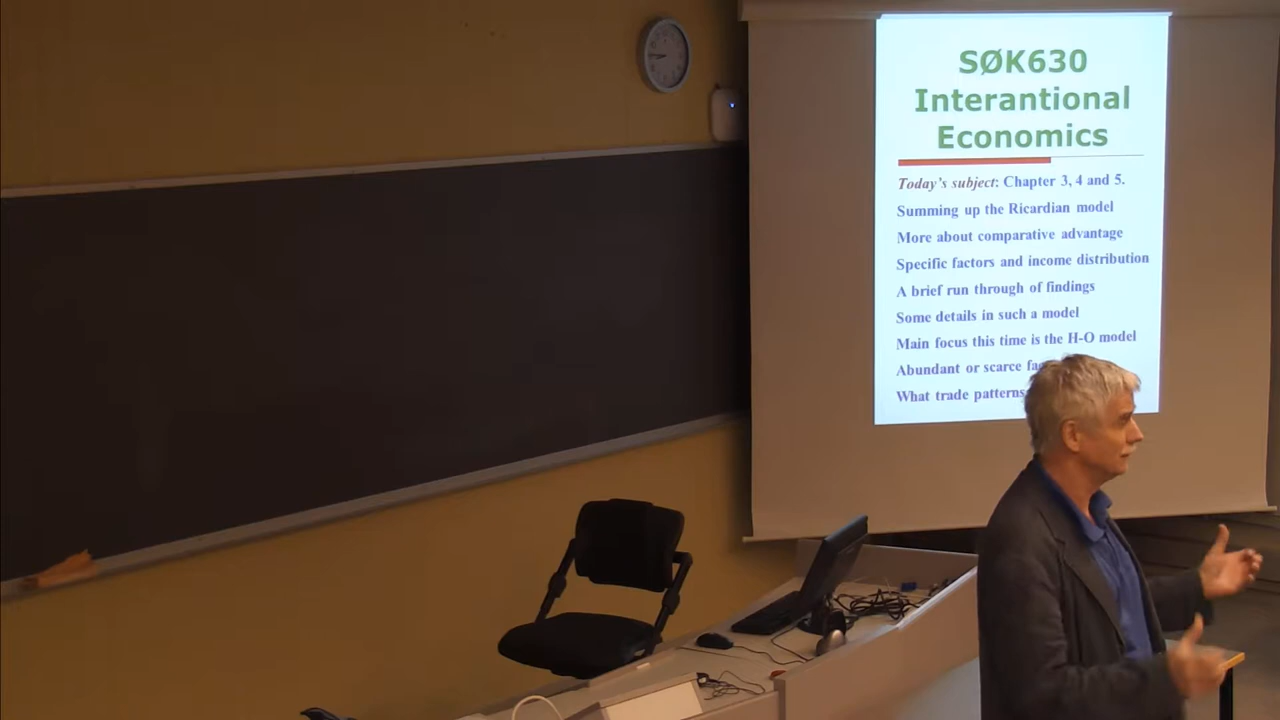 SØK630
Interantional
Economics
Today's subject: Chapter 3, 4 and 5.
Summing up the Ricardian model
More about comparative advantage
Specific factors and income distribution
A brief run through of findings
Some details in such a model
Main focus this time is the H-O model
Abundant or scarce
What trade patterns